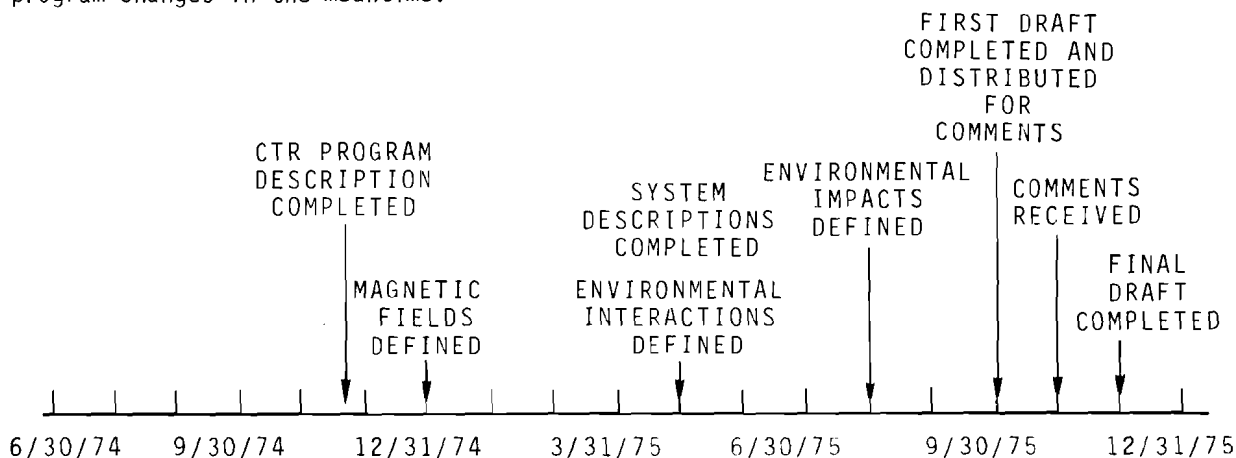 program changes in the meantime.
FIRST DRAFT
COMPLETED AND
DISTRIBUTED
FOR
COMMENTS
CTR PROGRAM
DESCRIPTION
COMPLETED
SYSTEM
DESCRIPTIONS
COMPLETED
ENVIRONMENTAL
IMPACTS
DEFINED
COMMENTS
RECEIVED
MAGNETIC
FIELDS
DEFINED
ENVIRONMENTAL
INTERACTIONS
DEFINED
FINAL
DRAFT
COMPLETED
6/30/74 9/30/74 12/31/74 3/31/75 6/30/75 9/30/75 12/31/75